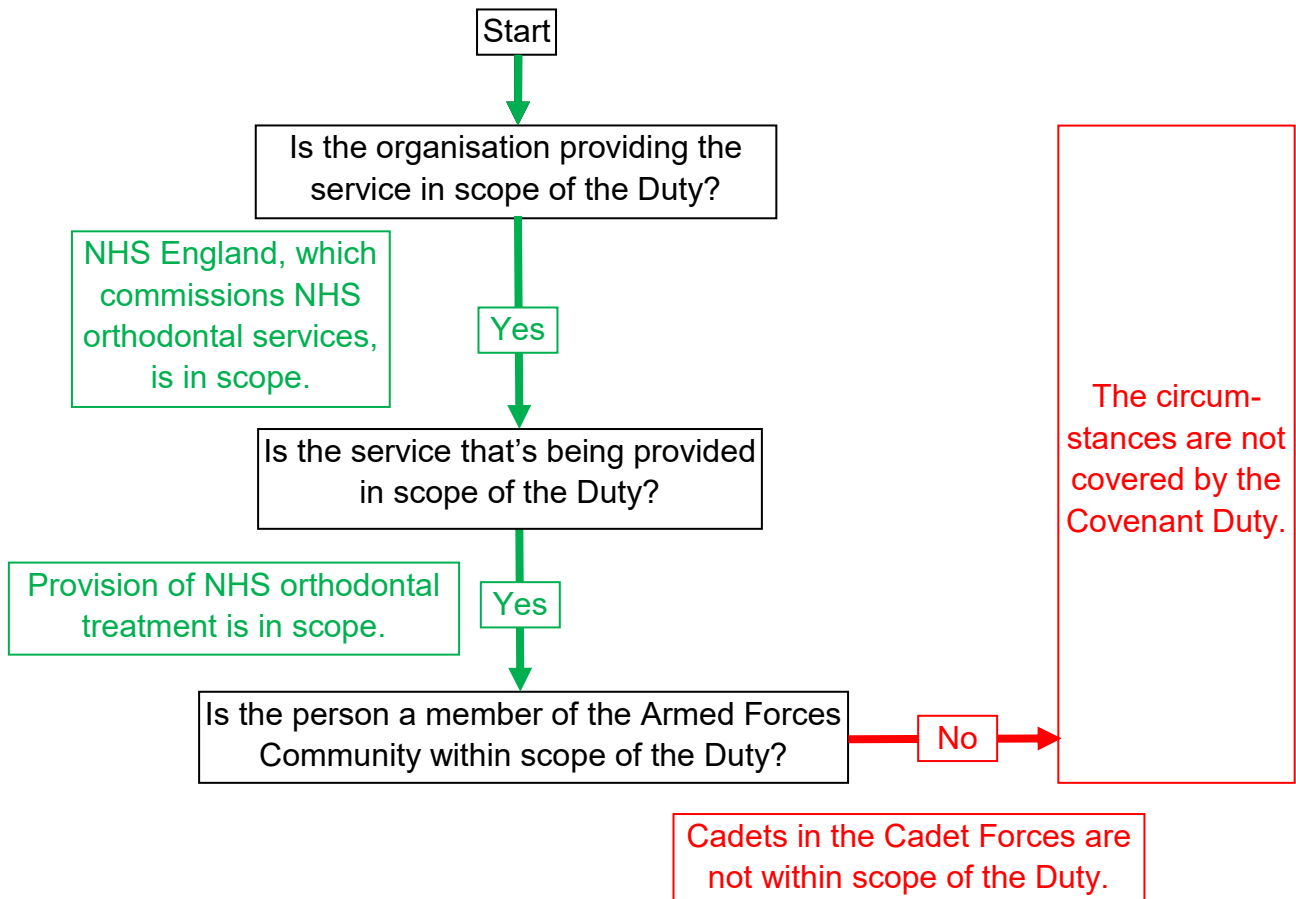 Start
Is the organisation providing the
service in scope of the Duty?
NHS England, which
commissions NHS
orthodontal services,
is in scope.
Yes
Is the service that’s being provided
in scope of the Duty?
Provision of NHS orthodontal
treatment is in scope.
Yes
Is the person a member of the Armed Forces
Community within scope of the Duty?
No
The circum-
stances are not
covered by the
Covenant Duty.
Cadets in the Cadet Forces are
not within scope of the Duty.